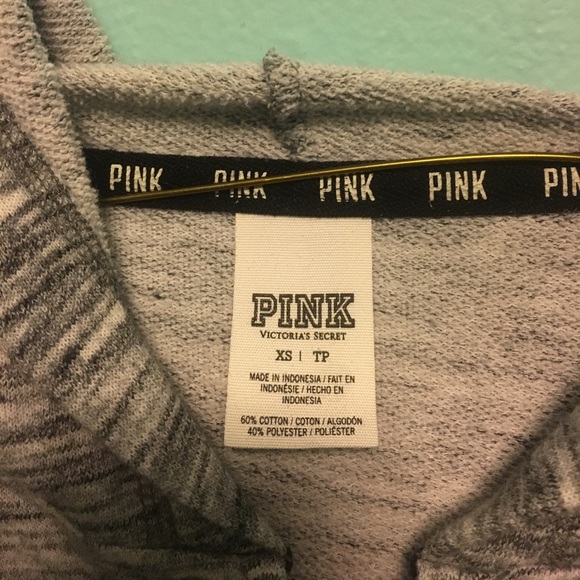 PINK PINK PINK PINK PIN
PINK
VICTORIA'S SECRET
XS | TP
MADE IN INDONESIA / FAIT EN
INDONÉSIE / HECHO EN
INDONESIA
60% COTTON / COTON / ALGODÓN
40% POLYESTER / POLIÉSTER